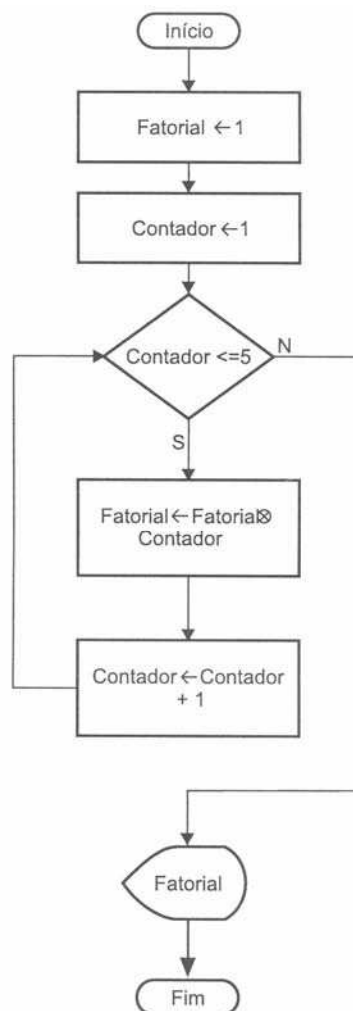 Início
Fatorial ←1
Contador ←1
Contador <=5
N
S
Fatorial←Fatorial⊗
Contador
Contador←Contador
+ 1
Fatorial
Fim